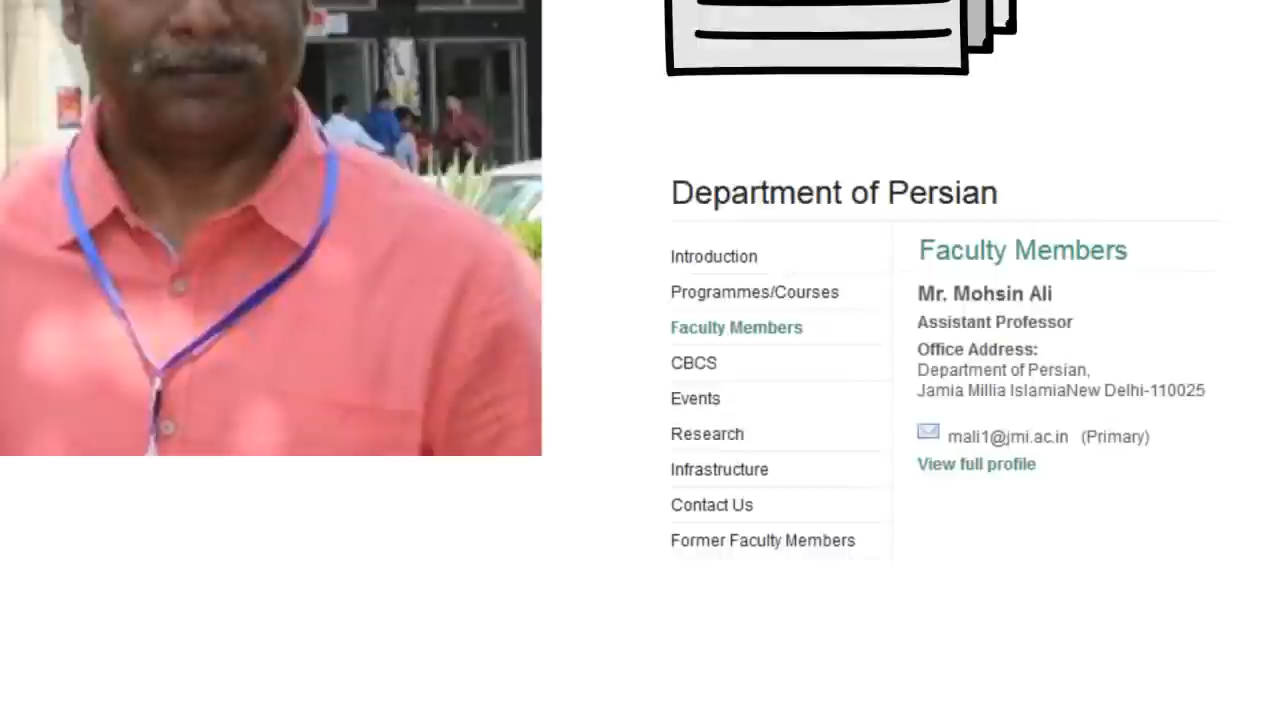 Department of Persian
Introduction
Programmes/Courses
Faculty Members
CBCS
Events
Research
Infrastructure
Contact Us
Former Faculty Members
Faculty Members
Mr. Mohsin Ali
Assistant Professor
Office Address:
Department of Persian,
Jamia Millia IslamiaNew Delhi-110025
mali1@jmi.ac.in (Primary)
View full profile